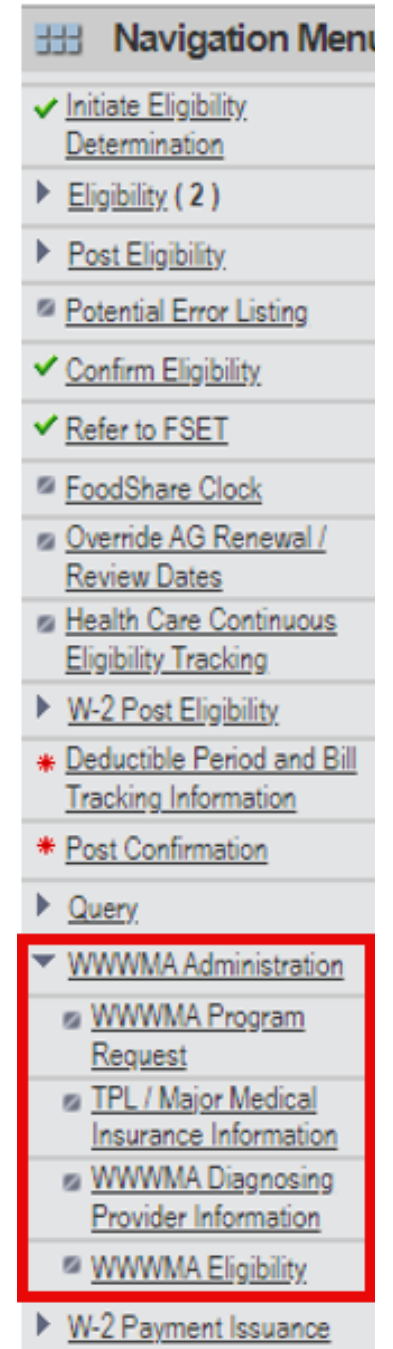 Navigation Menu
Initiate Eligibility
Determination
Eligibility ( 2 )
Post Eligibility
Potential Error Listing
Confirm Eligibility
Refer to FSET
FoodShare Clock
Override AG Renewal /
Review Dates
Health Care Continuous
Eligibility Tracking
W-2 Post Eligibility
Deductible Period and Bill
Tracking Information
Post Confirmation
Query
WWWMA Administration
WWWMA Program
Request
TPL / Major Medical
Insurance Information
WWWMA Diagnosing
Provider Information
WWWMA Eligibility
W-2 Payment Issuance